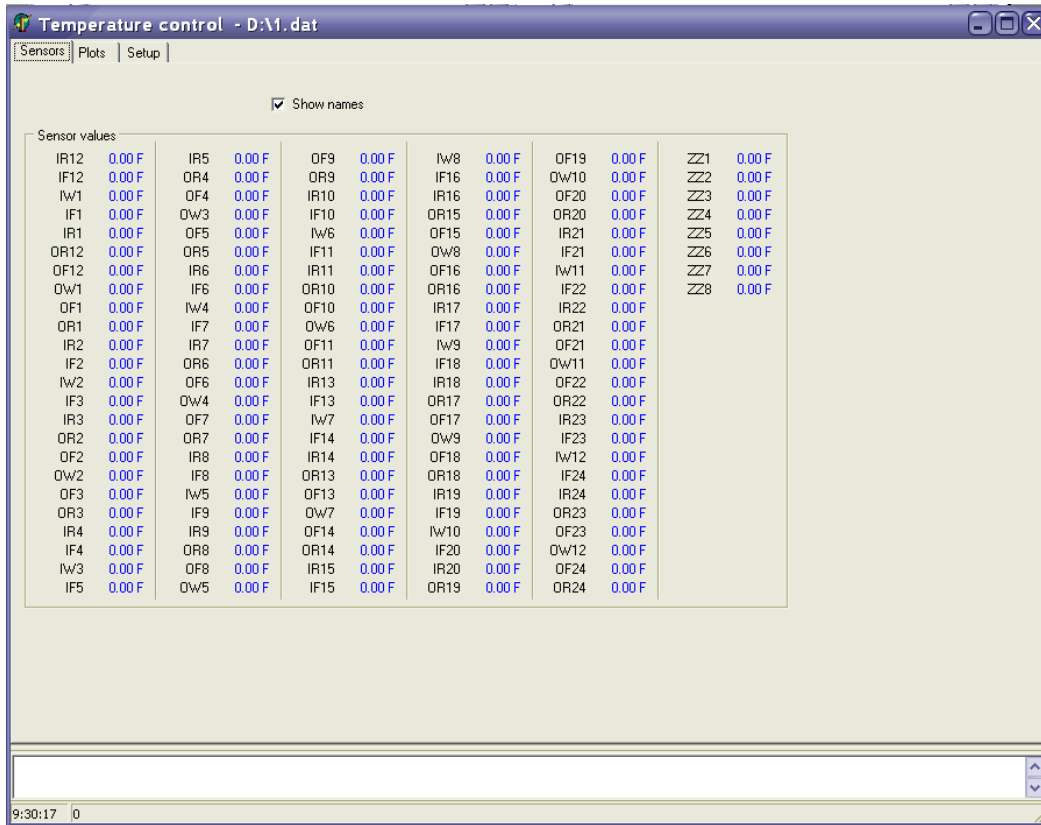 Temperature control - D:\1.dat
Sensors Plots Setup
Show names
Sensor values
IR12 0.00 F IR5 0.00 F OF9 0.00 F IW8 0.00 F OF19 0.00 F ZZ1 0.00 F
IF12 0.00 F OR4 0.00 F OR9 0.00 F IF16 0.00 F OW10 0.00 F ZZ2 0.00 F
IW1 0.00 F OF4 0.00 F IR10 0.00 F IR16 0.00 F OF20 0.00 F ZZ3 0.00 F
IF1 0.00 F OW3 0.00 F IF10 0.00 F OR15 0.00 F OR20 0.00 F ZZ4 0.00 F
IR1 0.00 F OF5 0.00 F IW6 0.00 F OF15 0.00 F IR21 0.00 F ZZ5 0.00 F
OR12 0.00 F OR5 0.00 F IF11 0.00 F OW8 0.00 F IF21 0.00 F ZZ6 0.00 F
OF12 0.00 F IR6 0.00 F IR11 0.00 F OF16 0.00 F IW11 0.00 F ZZ7 0.00 F
OW1 0.00 F IF6 0.00 F OR10 0.00 F OR16 0.00 F IF22 0.00 F ZZ8 0.00 F
OF1 0.00 F IW4 0.00 F OF10 0.00 F IR17 0.00 F IR22 0.00 F
OR1 0.00 F IF7 0.00 F OW6 0.00 F IF17 0.00 F OR21 0.00 F
IR2 0.00 F IR7 0.00 F OF11 0.00 F IW9 0.00 F OF21 0.00 F
IF2 0.00 F OR6 0.00 F OR11 0.00 F IF18 0.00 F OW11 0.00 F
IW2 0.00 F OF6 0.00 F IR13 0.00 F IR18 0.00 F OF22 0.00 F
IF3 0.00 F OW4 0.00 F IF13 0.00 F OR17 0.00 F OR22 0.00 F
IR3 0.00 F OF7 0.00 F IW7 0.00 F OF17 0.00 F IR23 0.00 F
OR2 0.00 F OR7 0.00 F IF14 0.00 F OW9 0.00 F IF23 0.00 F
OF2 0.00 F IR8 0.00 F IR14 0.00 F OF18 0.00 F IW12 0.00 F
OW2 0.00 F IF8 0.00 F OR13 0.00 F OR18 0.00 F IF24 0.00 F
OF3 0.00 F IW5 0.00 F OF13 0.00 F IR19 0.00 F IR24 0.00 F
OR3 0.00 F IF9 0.00 F OW7 0.00 F IF19 0.00 F OR23 0.00 F
IR4 0.00 F IR9 0.00 F OF14 0.00 F IW10 0.00 F OF23 0.00 F
IF4 0.00 F OR8 0.00 F OR14 0.00 F IF20 0.00 F OW12 0.00 F
IW3 0.00 F OF8 0.00 F IR15 0.00 F IR20 0.00 F OF24 0.00 F
IF5 0.00 F OW5 0.00 F IF15 0.00 F OR19 0.00 F OR24 0.00 F
9:30:17 0